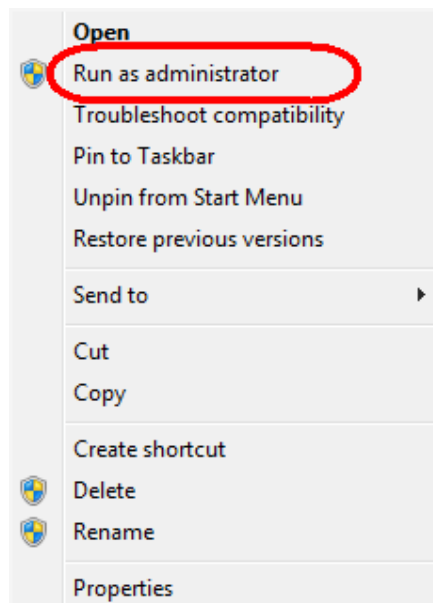 Open
Run as administrator
Troubleshoot compatibility
Pin to Taskbar
Unpin from Start Menu
Restore previous versions
Send to
Cut
Copy
Create shortcut
Delete
Rename
Properties